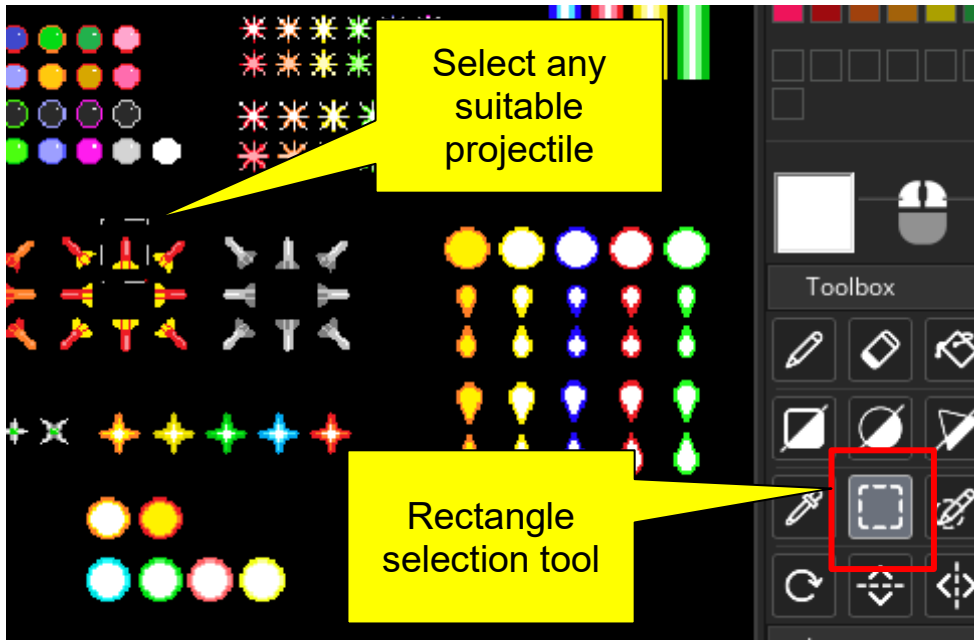 Select any
suitable
projectile
Toolbox
Rectangle
selection tool